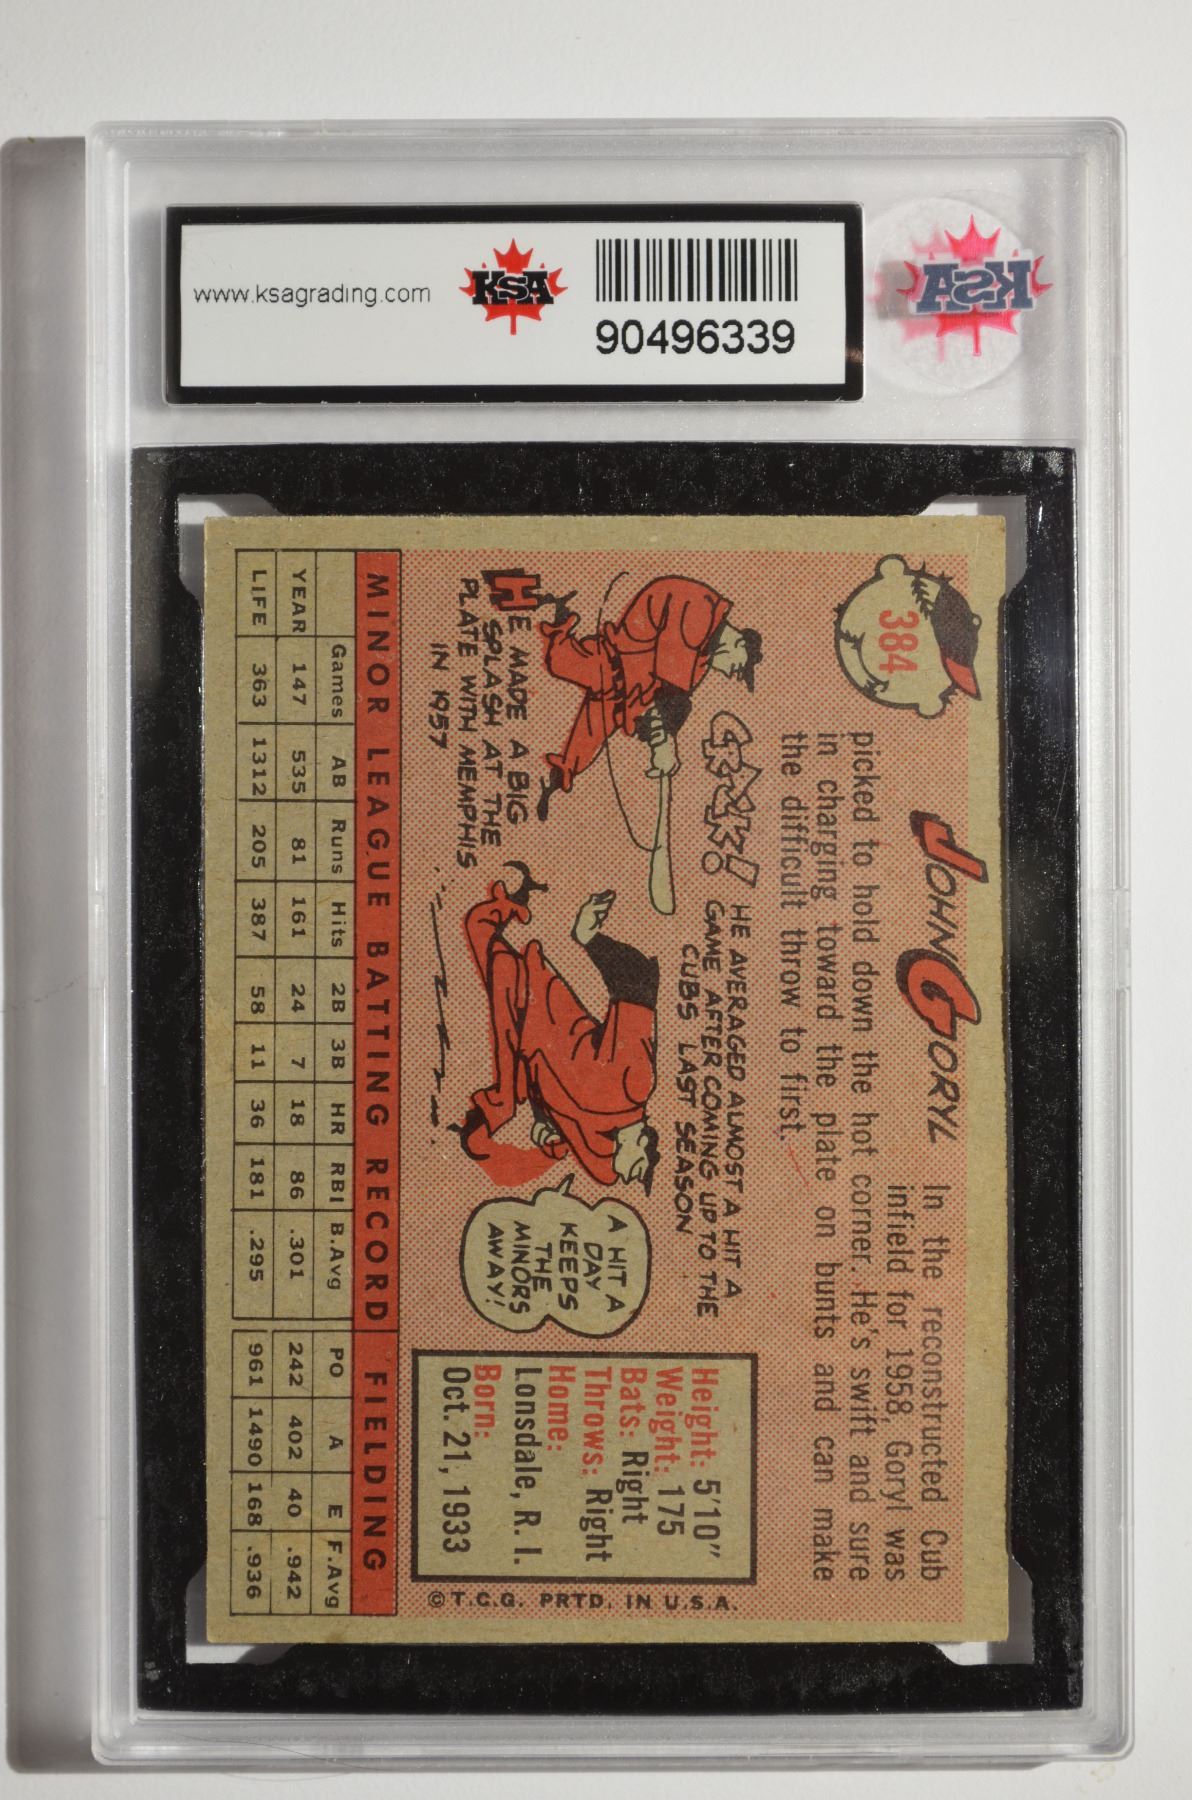 www.ksagrading.com
KSA
90496339
KSA
384
JOHN GORYL
In the reconstructed Cub
infield for 1958, Goryl was
picked to hold down the hot corner. He's swift and sure
in charging toward the plate on bunts and can make
the difficult throw to first.
CRACK!
HE AVERAGED ALMOST A HIT A
GAME AFTER COMING UP TO THE
CUBS LAST SEASON
HE MADE A BIG
SPLASH AT THE
PLATE WITH MEMPHIS
IN 1957
A HIT A
DAY
KEEPS
THE
MINORS
AWAY!
Height: 5'10"
Weight: 175
Bats: Right
Throws: Right
Home:
Lonsdale, R. I.
Born:
Oct. 21, 1933
© T.C.G. PRTD. IN U.S.A.
MINOR LEAGUE BATTING RECORD FIELDING
Games AB Runs Hits 2B 3B HR RBI B.Avg PO A E F.Avg
YEAR 147 535 81 161 24 7 18 86 .301 242 402 40 .942
LIFE 363 1312 205 387 58 11 36 181 .295 961 1490 168 .936